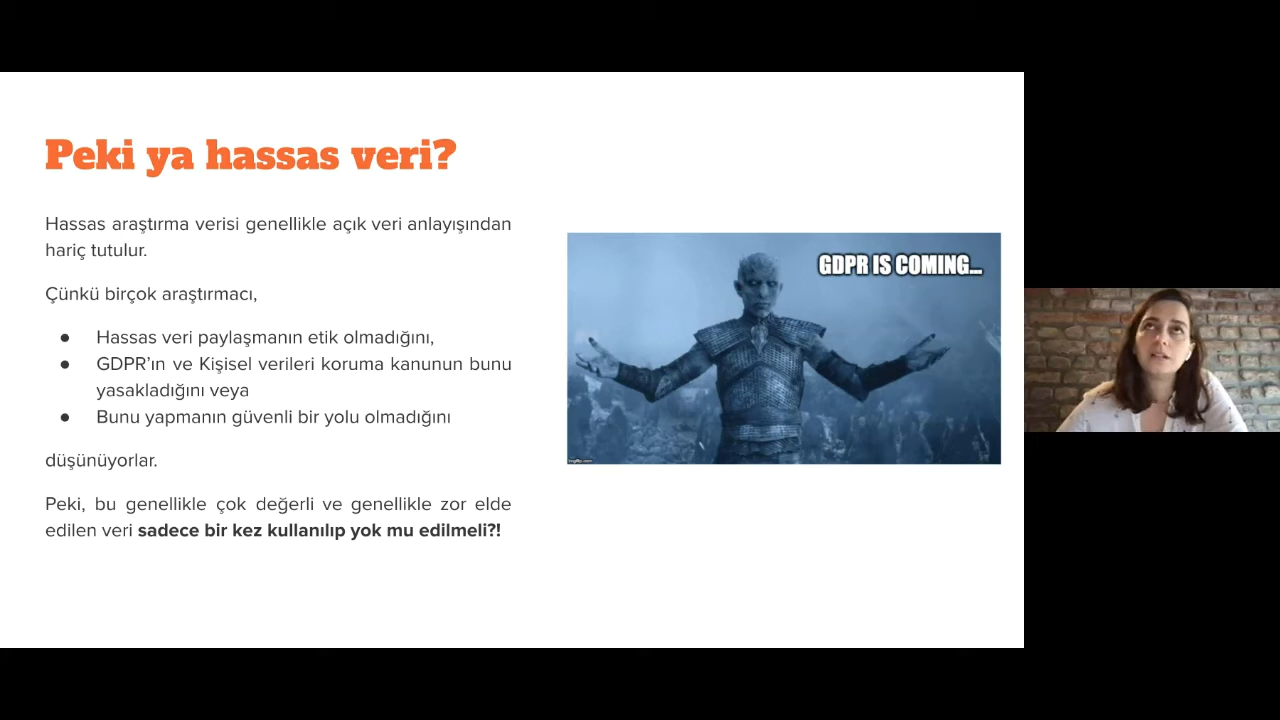 Peki ya hassas veri?
Hassas araştırma verisi genellikle açık veri anlayışından
hariç tutulur.
Çünkü birçok araştırmacı,
● Hassas veri paylaşmanın etik olmadığını,
● GDPR’ın ve Kişisel verileri koruma kanunun bunu
yasakladığını veya
● Bunu yapmanın güvenli bir yolu olmadığını
düşünüyorlar.
Peki, bu genellikle çok değerli ve genellikle zor elde
edilen veri sadece bir kez kullanılıp yok mu edilmeli?!
GDPR IS COMING...
imgflip.com